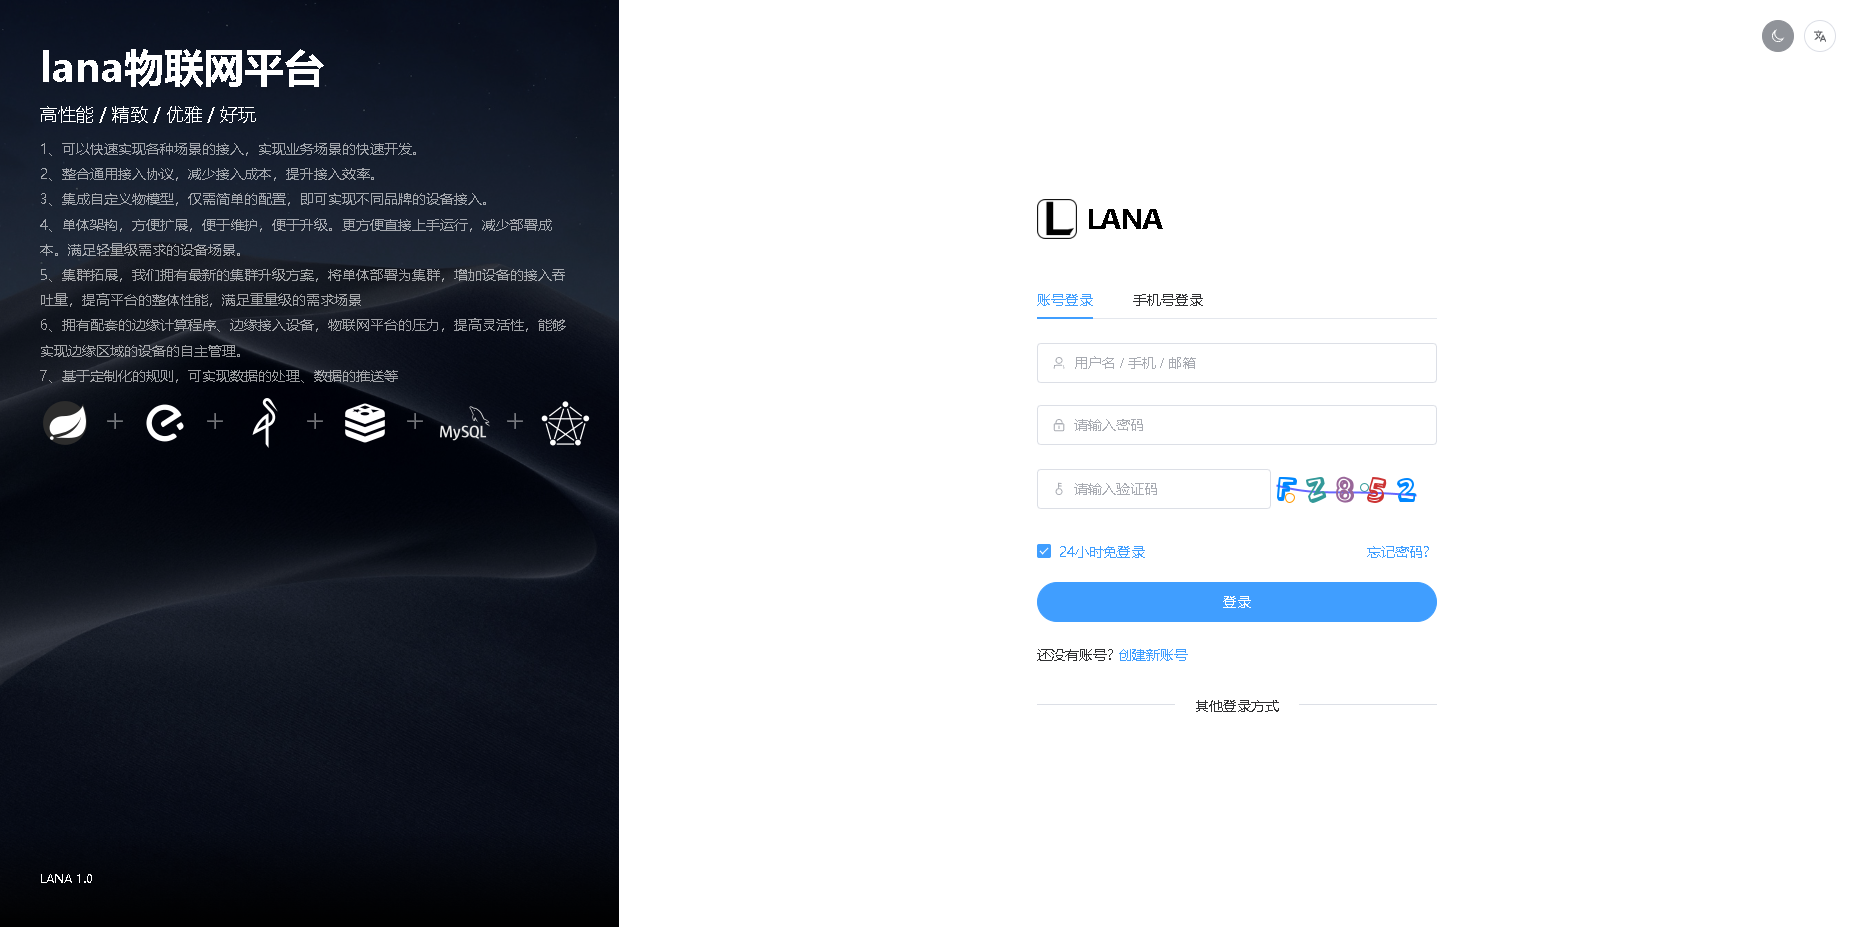 lana物联网平台
高性能 / 精致 / 优雅 / 好玩
1、可以快速实现各种场景的接入，实现业务场景的快速开发。
2、整合通用接入协议，减少接入成本，提升接入效率。
3、集成自定义物模型，仅需简单的配置，即可实现不同品牌的设备接入。
4、单体架构，方便扩展，便于维护，便于升级。更方便直接上手运行，减少部署成
本。满足轻量级需求的设备场景。
5、集群拓展，我们拥有最新的集群升级方案，将单体部署为集群，增加设备的接入吞
吐量，提高平台的整体性能，满足重量级的需求场景
6、拥有配套的边缘计算程序、边缘接入设备，物联网平台的压力，提高灵活性，能够
实现边缘区域的设备的自主管理。
7、基于定制化的规则，可实现数据的处理、数据的推送等
MySQL
LANA 1.0
L LANA
账号登录 手机号登录
用户名 / 手机 / 邮箱
请输入密码
请输入验证码 FZ852
24小时免登录 忘记密码?
登录
还没有账号? 创建新账号
其他登录方式